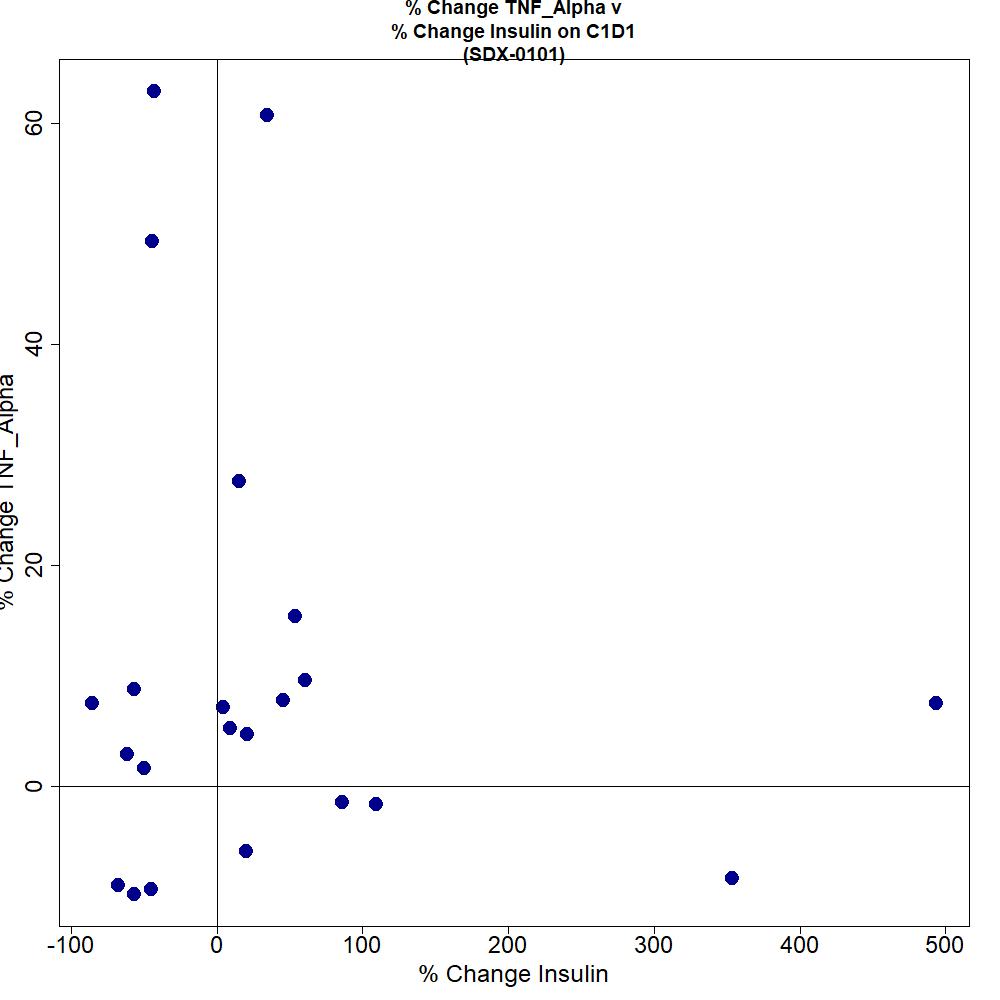 % Change TNF_Alpha v
% Change Insulin on C1D1
(SDX-0101)
% Change TNF_Alpha
60
40
20
0
-100
0
100
200
300
400
500
% Change Insulin